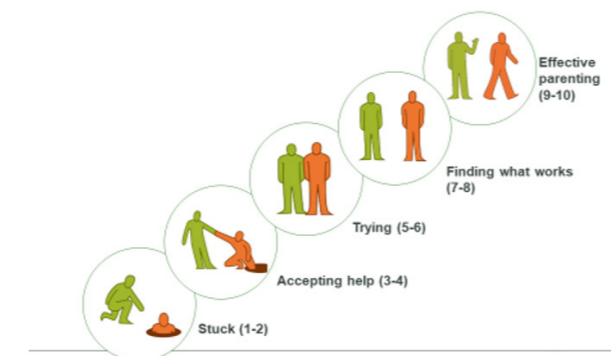 Effective
parenting
(9-10)
Finding what works
(7-8)
Trying (5-6)
Accepting help (3-4)
Stuck (1-2)